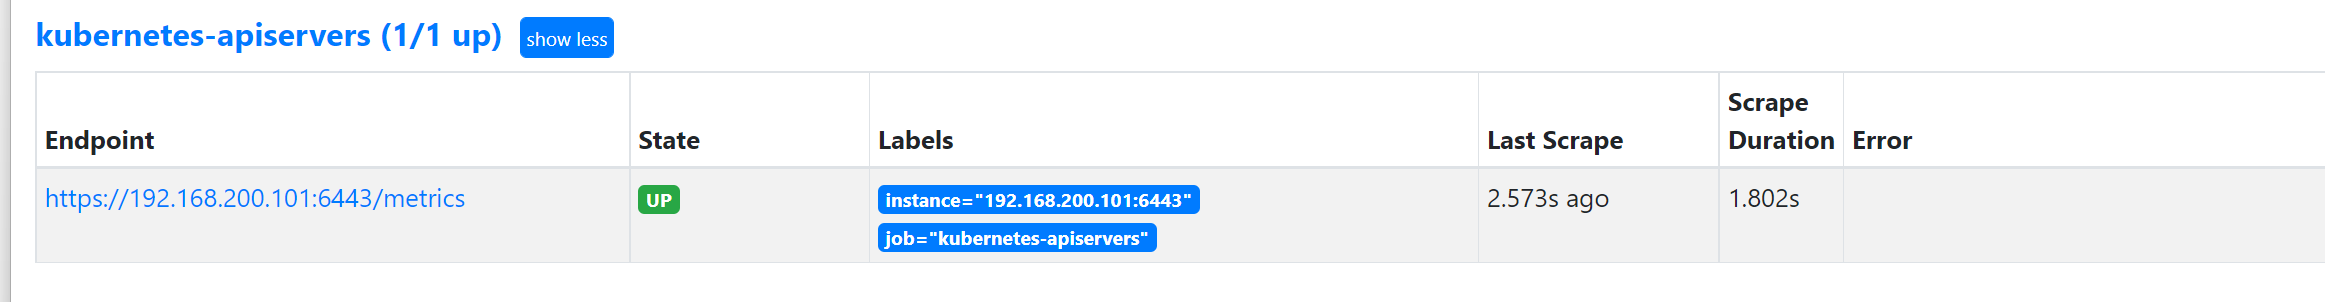 kubernetes-apiservers (1/1 up) show less
Endpoint State Labels Last Scrape Scrape Duration Error
https://192.168.200.101:6443/metrics UP instance="192.168.200.101:6443" 2.573s ago 1.802s
job="kubernetes-apiservers"